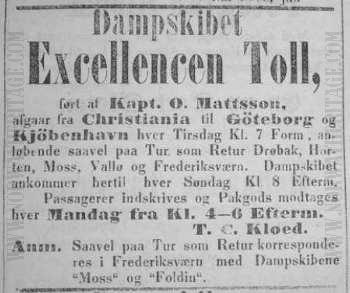 Dampskibet
Excellencen Toll,
ført af Kapt. O. Mattsson,
afgaar fra Christiania til Göteborg og
Kjöbenhavn hver Tirsdag Kl. 7 Form, an-
løbende saavel paa Tur som Retur Drøbak, Hor-
ten, Moss, Vallø og Frederiksværn. Dampskibet
ankommer hertil hver Søndag Kl 8 Efterm.
Passagerer indskrives og Pakgods modtages
hver Mandag fra Kl. 4–6 Efterm.
T. C. Kloed.
Anm. Saavel paa Tur som Retur korresponde-
res i Frederiksværn med Dampskibene
"Moss" og "Foldin".